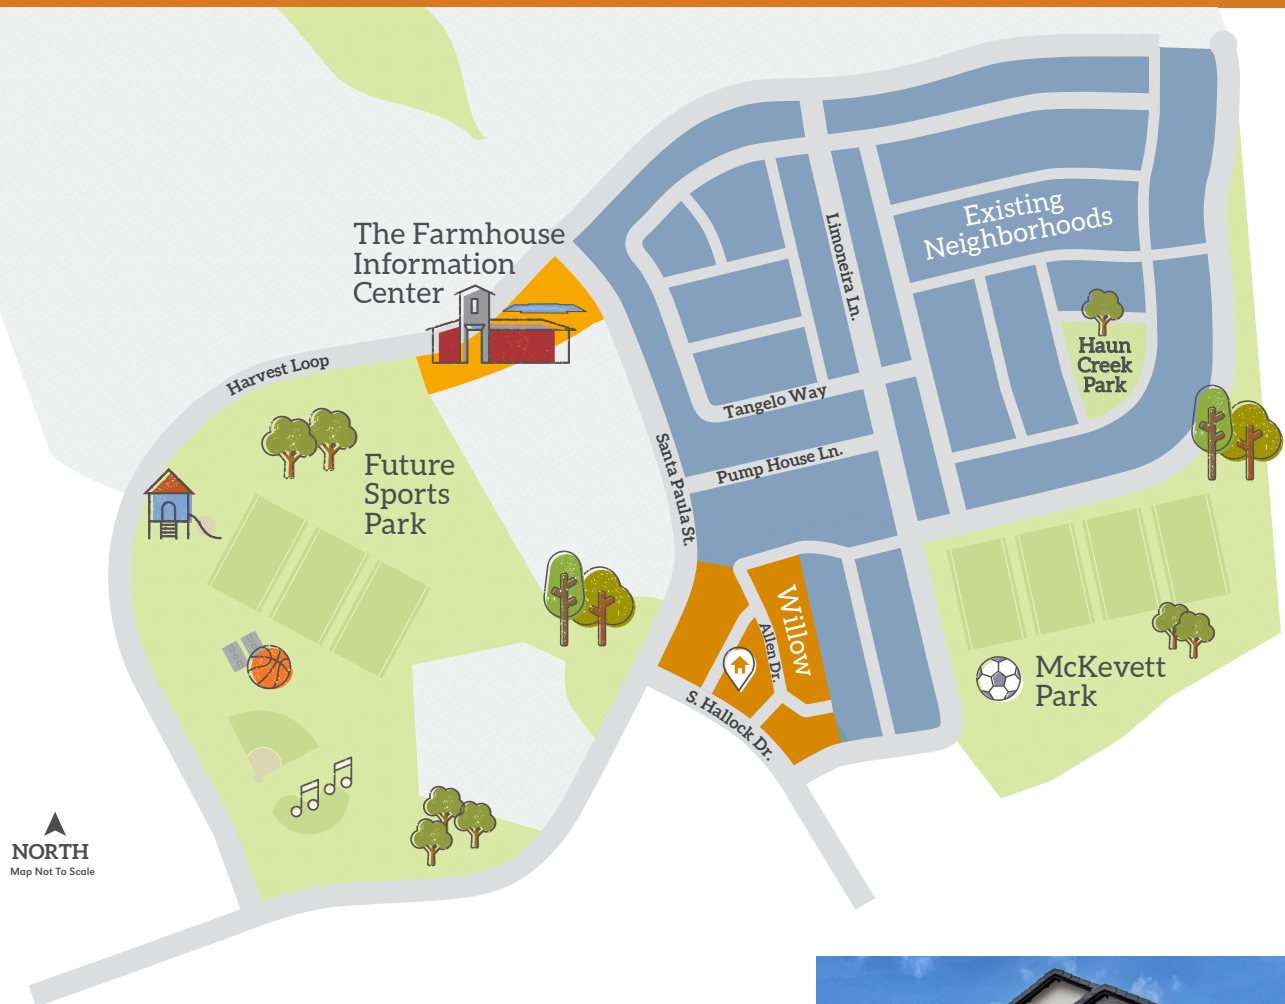 The Farmhouse
Information
Center
Existing
Neighborhoods
Limoneira Ln.
Haun
Creek
Park
Harvest Loop
Tangelo Way
Santa Paula St.
Pump House Ln.
Future
Sports
Park
Willow
Allen Dr.
S. Hallock Dr.
McKevett
Park
NORTH
Map Not To Scale